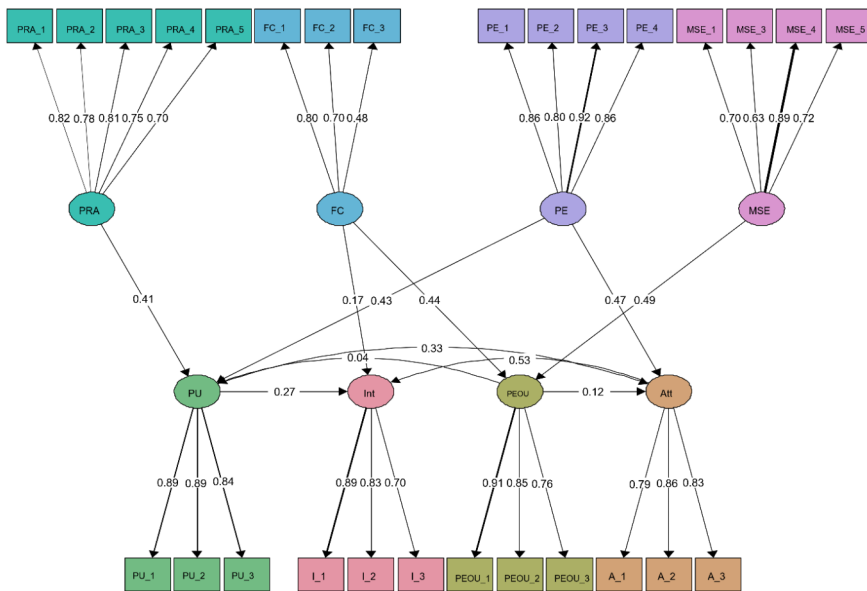 PRA_1 PRA_2 PRA_3 PRA_4 PRA_5 FC_1 FC_2 FC_3 PE_1 PE_2 PE_3 PE_4 MSE_1 MSE_3 MSE_4 MSE_5
0.82 0.78 0.81 0.75 0.70 0.80 0.70 0.48 0.86 0.80 0.92 0.86 0.70 0.63 0.89 0.72
PRA FC PE MSE
0.41 0.17 0.43 0.44 0.47 0.49
0.33
0.04 0.53
PU 0.27 Int PEOU 0.12 Att
0.89 0.89 0.84 0.89 0.83 0.70 0.91 0.85 0.76 0.79 0.86 0.83
PU_1 PU_2 PU_3 I_1 I_2 I_3 PEOU_1 PEOU_2 PEOU_3 A_1 A_2 A_3